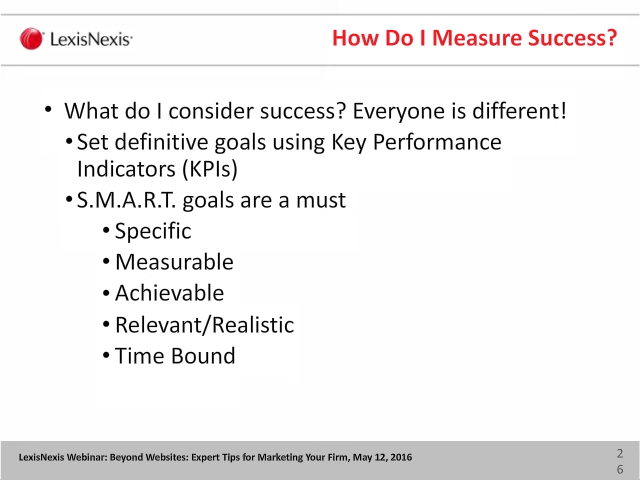 LexisNexis®
How Do I Measure Success?
• What do I consider success? Everyone is different!
• Set definitive goals using Key Performance
Indicators (KPIs)
• S.M.A.R.T. goals are a must
• Specific
• Measurable
• Achievable
• Relevant/Realistic
• Time Bound
LexisNexis Webinar: Beyond Websites: Expert Tips for Marketing Your Firm, May 12, 2016
2
6